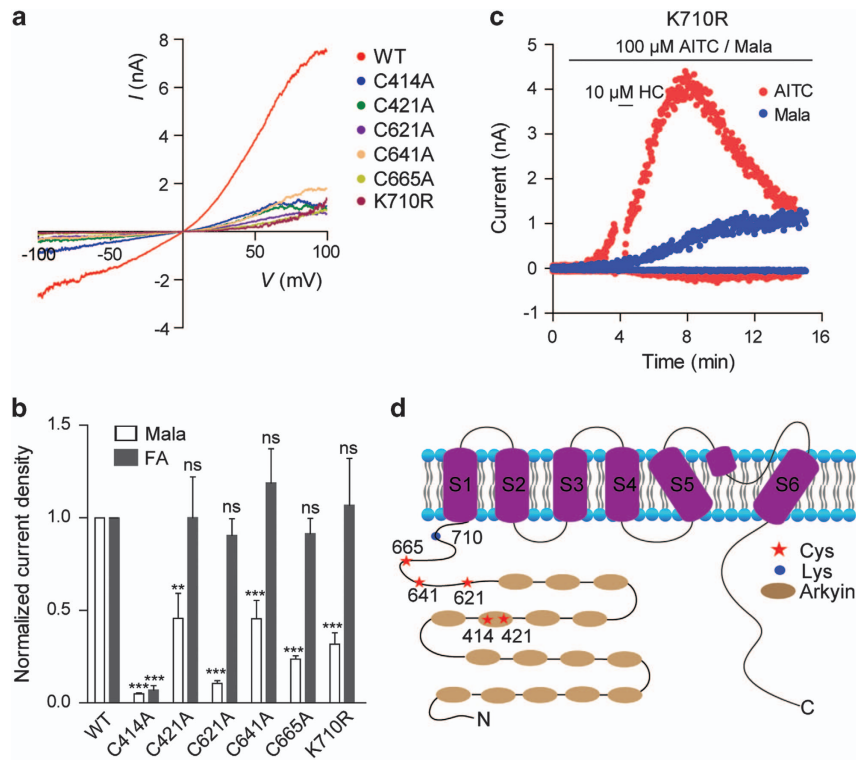 a
I (nA)
8
6
4
2
-2
-4
-100
-50
50
100
V (mV)
WT
C414A
C421A
C621A
C641A
C665A
K710R
c
K710R
100 µM AITC / Mala
10 µM HC
AITC
Mala
Current (nA)
5
4
3
2
1
0
-1
0
4
8
12
16
Time (min)
b
Normalized current density
1.5
1.0
0.5
0.0
Mala
FA
***
***
**
ns
***
ns
***
ns
***
ns
***
ns
WT
C414A
C421A
C621A
C641A
C665A
K710R
d
S1
S2
S3
S4
S5
S6
710
665
641
621
414
421
N
C
Cys
Lys
Arkyin